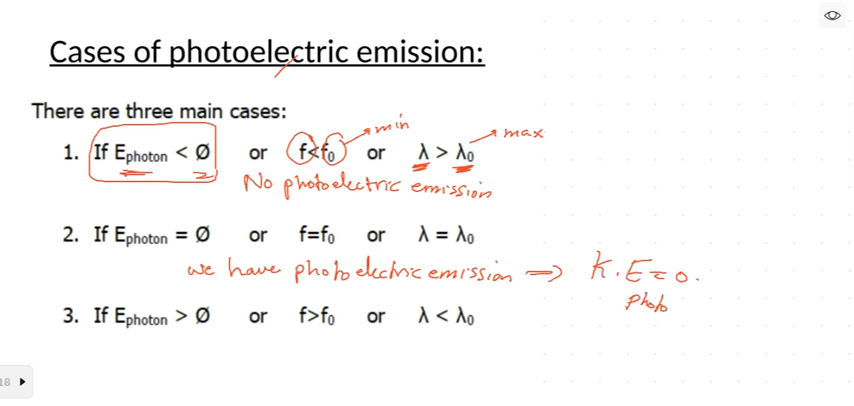 Cases of photoelectric emission:
There are three main cases:
min
max
1. If Ephoton < Ø or f<f₀ or λ > λ₀
No photoelectric emission
2. If Ephoton = Ø or f=f₀ or λ = λ₀
we have photoelectric emission ⇒ K.E = 0.
photo
3. If Ephoton > Ø or f>f₀ or λ < λ₀
18